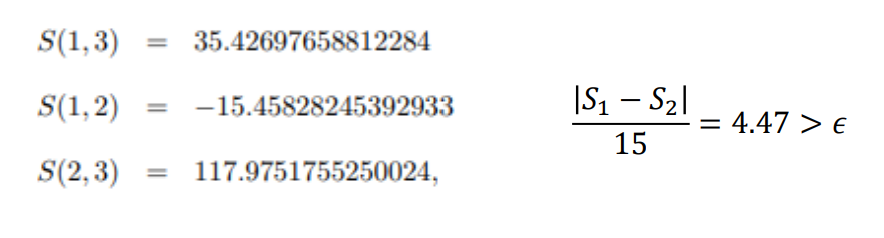 S(1,3) = 35.42697658812284
S(1,2) = −15.45828245392933
S(2,3) = 117.9751755250024,
|S₁ − S₂|
15
= 4.47 > ϵ